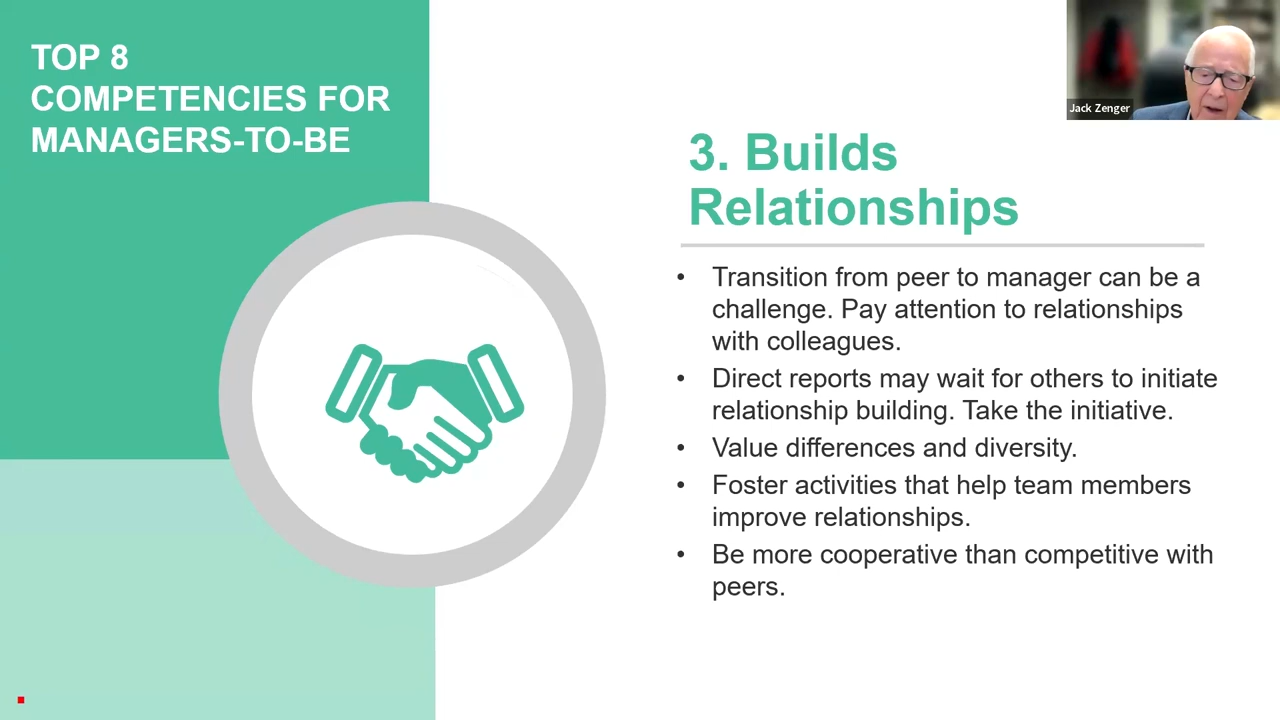 TOP 8
COMPETENCIES FOR
MANAGERS-TO-BE
Jack Zenger
3. Builds
Relationships
• Transition from peer to manager can be a
challenge. Pay attention to relationships
with colleagues.
• Direct reports may wait for others to initiate
relationship building. Take the initiative.
• Value differences and diversity.
• Foster activities that help team members
improve relationships.
• Be more cooperative than competitive with
peers.